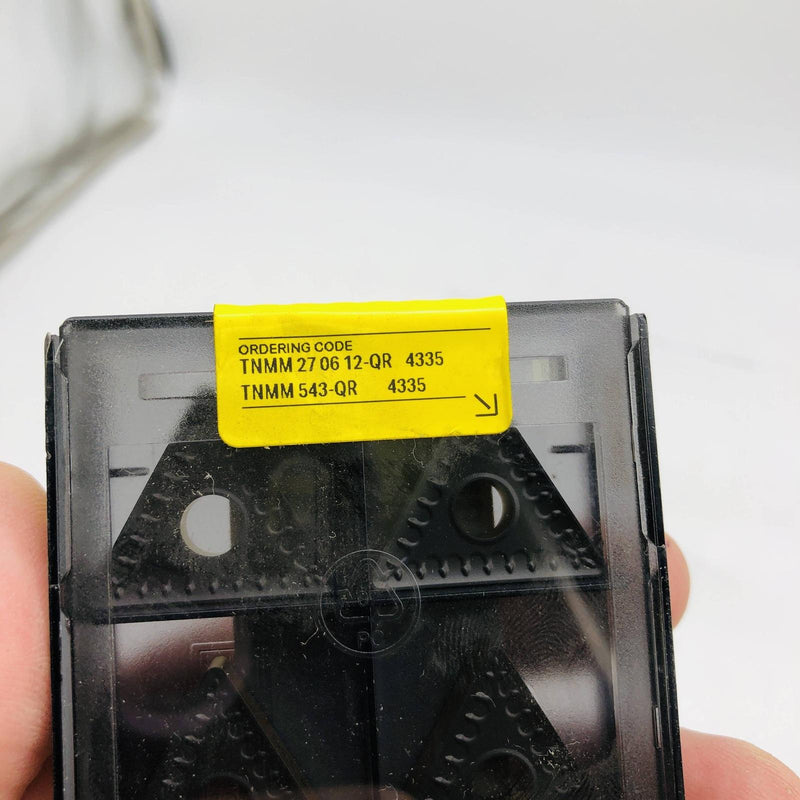 ORDERING CODE
TNMM 27 06 12-QR 4335
TNMM 543-QR 4335